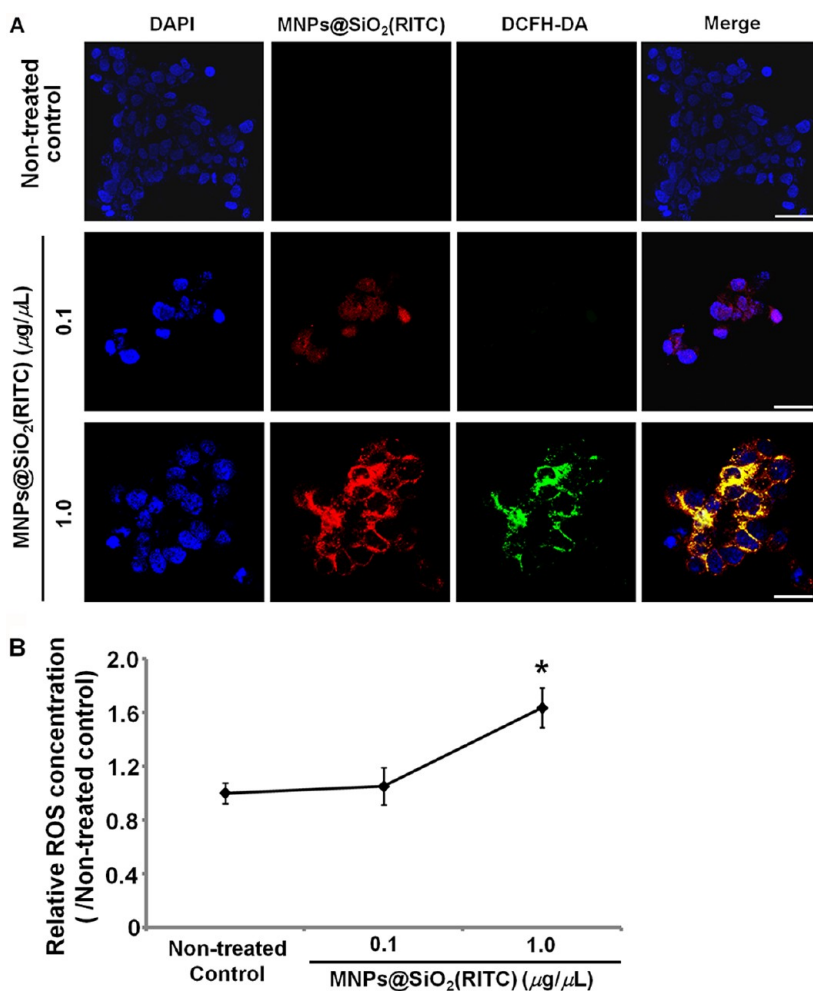 A
DAPI
MNPs@SiO₂(RITC)
DCFH-DA
Merge
Non-treated
control
MNPs@SiO₂(RITC) (μg/μL)
0.1
1.0
B
Relative ROS concentration
( /Non-treated control)
2.0
1.6
1.2
0.8
0.4
0
*
Non-treated
Control
0.1
1.0
MNPs@SiO₂(RITC) (μg/μL)